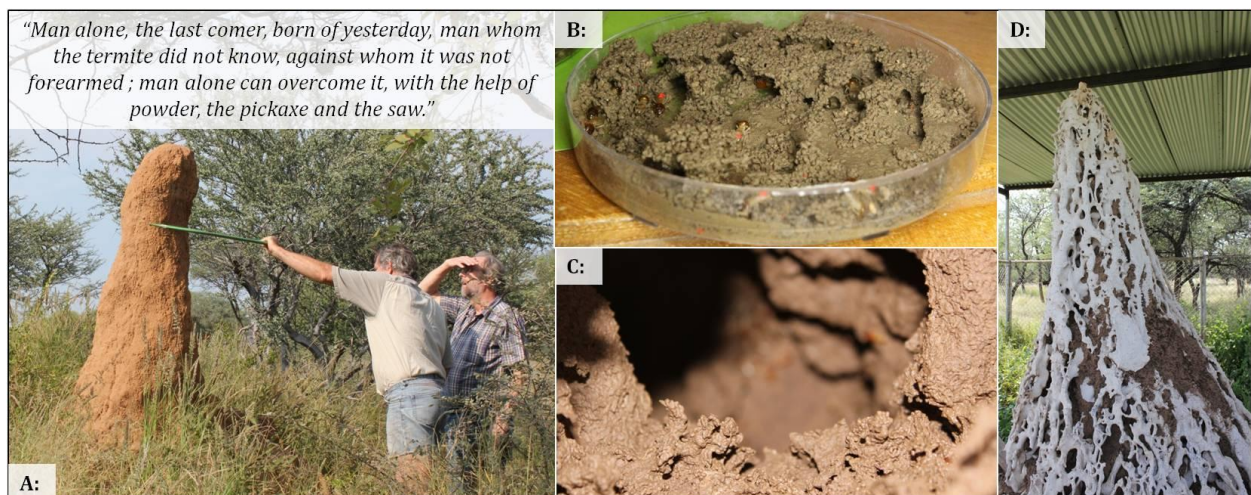 “Man alone, the last comer, born of yesterday, man whom
the termite did not know, against whom it was not
forearmed ; man alone can overcome it, with the help of
powder, the pickaxe and the saw.”
A:
B:
C:
D: